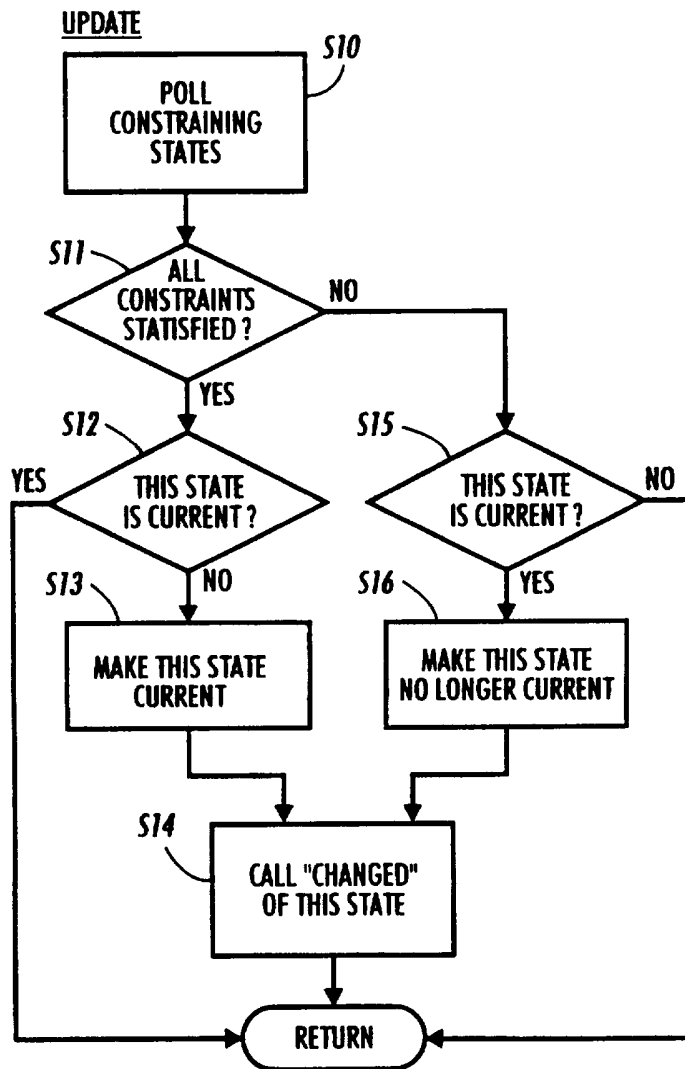 UPDATE
S10
POLL
CONSTRAINING
STATES
S11
ALL
CONSTRAINTS
STATISFIED ?
NO
YES
S12
S15
YES
THIS STATE
IS CURRENT ?
THIS STATE
IS CURRENT ?
NO
S13
NO
S16
YES
MAKE THIS STATE
CURRENT
MAKE THIS STATE
NO LONGER CURRENT
S14
CALL "CHANGED"
OF THIS STATE
RETURN